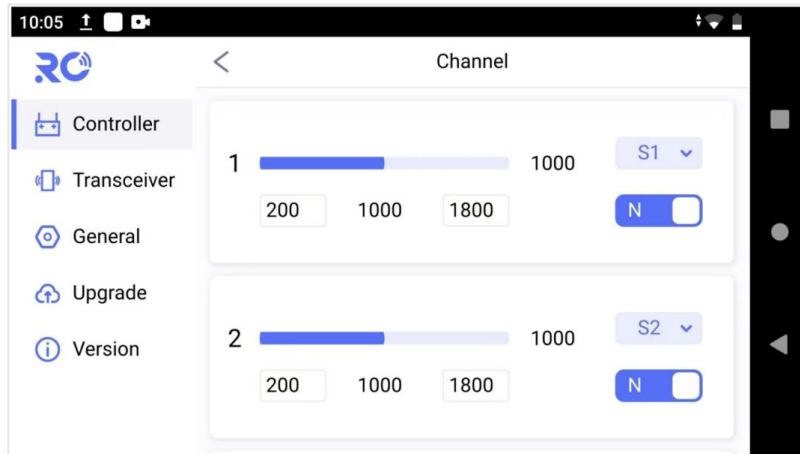 10:05
RC
Channel
Controller
Transceiver
General
Upgrade
Version
1 1000 S1
200 1000 1800 N
2 1000 S2
200 1000 1800 N